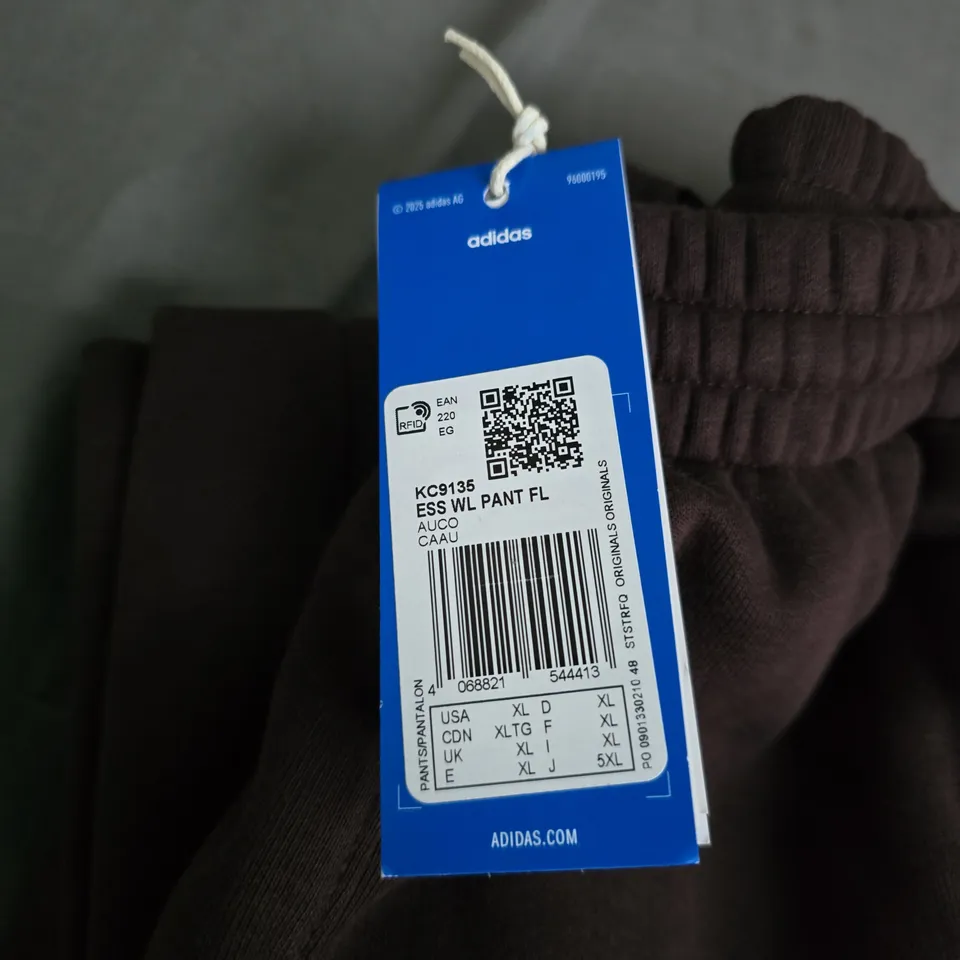 © 2025 adidas AG
96000195
adidas
RFID
EAN
220
EG
KC9135
ESS WL PANT FL
AUCO
CAAU
4 068821 544413
PANTS/PANTALON
USA XL D XL
CDN XLTG F XL
UK XL I XL
E XL J 5XL
PO 0901330210 48 STSTRFQ ORIGINALS ORIGINALS
ADIDAS.COM